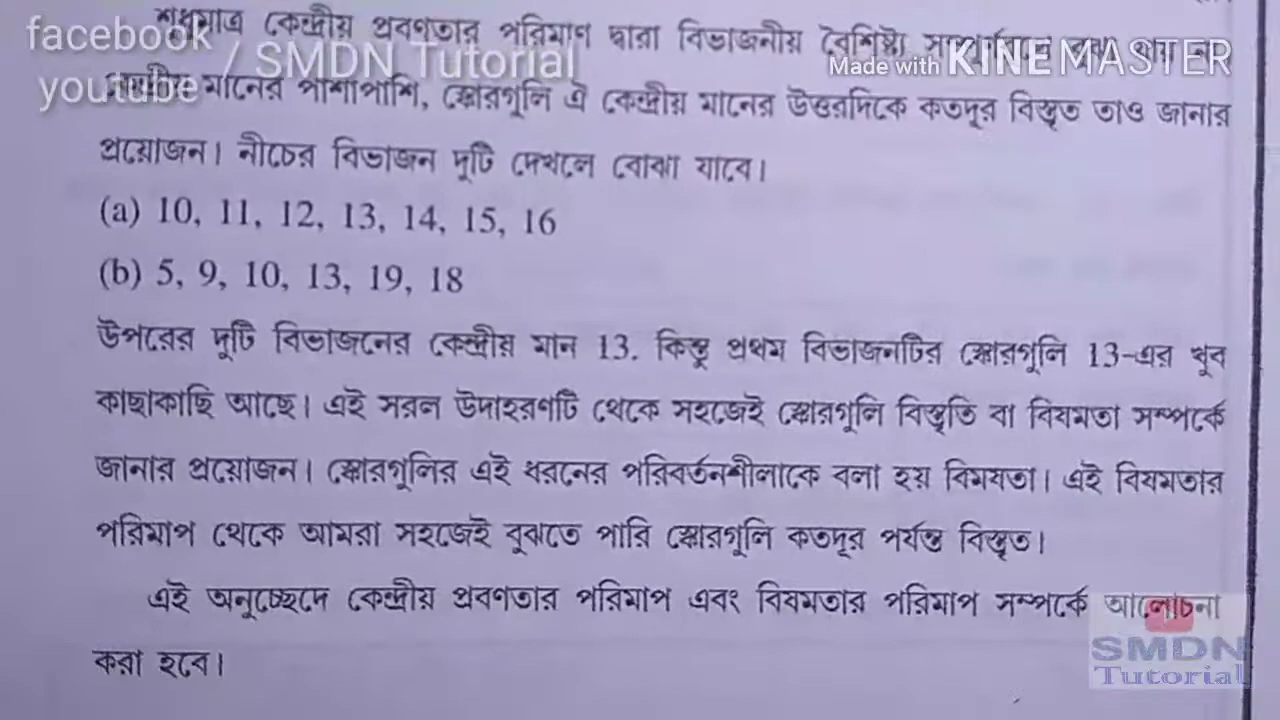 facebook
youtube
/ SMDN Tutorial
Made with KINEMASTER
শুধুমাত্র কেন্দ্রীয় প্রবণতার পরিমাণ দ্বারা বিভাজনীয় বৈশিষ্ট্য
মানের পাশাপাশি, স্কোরগুলি ঐ কেন্দ্রীয় মানের উত্তরদিকে কতদূর বিস্তৃত তাও জানার
প্রয়োজন। নীচের বিভাজন দুটি দেখলে বোঝা যাবে।
(a) 10, 11, 12, 13, 14, 15, 16
(b) 5, 9, 10, 13, 19, 18
উপরের দুটি বিভাজনের কেন্দ্রীয় মান 13. কিন্তু প্রথম বিভাজনটির স্কোরগুলি 13-এর খুব
কাছাকাছি আছে। এই সরল উদাহরণটি থেকে সহজেই স্কোরগুলি বিস্তৃতি বা বিষমতা সম্পর্কে
জানার প্রয়োজন। স্কোরগুলির এই ধরনের পরিবর্তনশীলাকে বলা হয় বিমযতা। এই বিষমতার
পরিমাপ থেকে আমরা সহজেই বুঝতে পারি স্কোরগুলি কতদূর পর্যন্ত বিস্তৃত।
এই অনুচ্ছেদে কেন্দ্রীয় প্রবণতার পরিমাপ এবং বিষমতার পরিমাপ সম্পর্কে আলোচনা
করা হবে।
SMDN
Tutorial